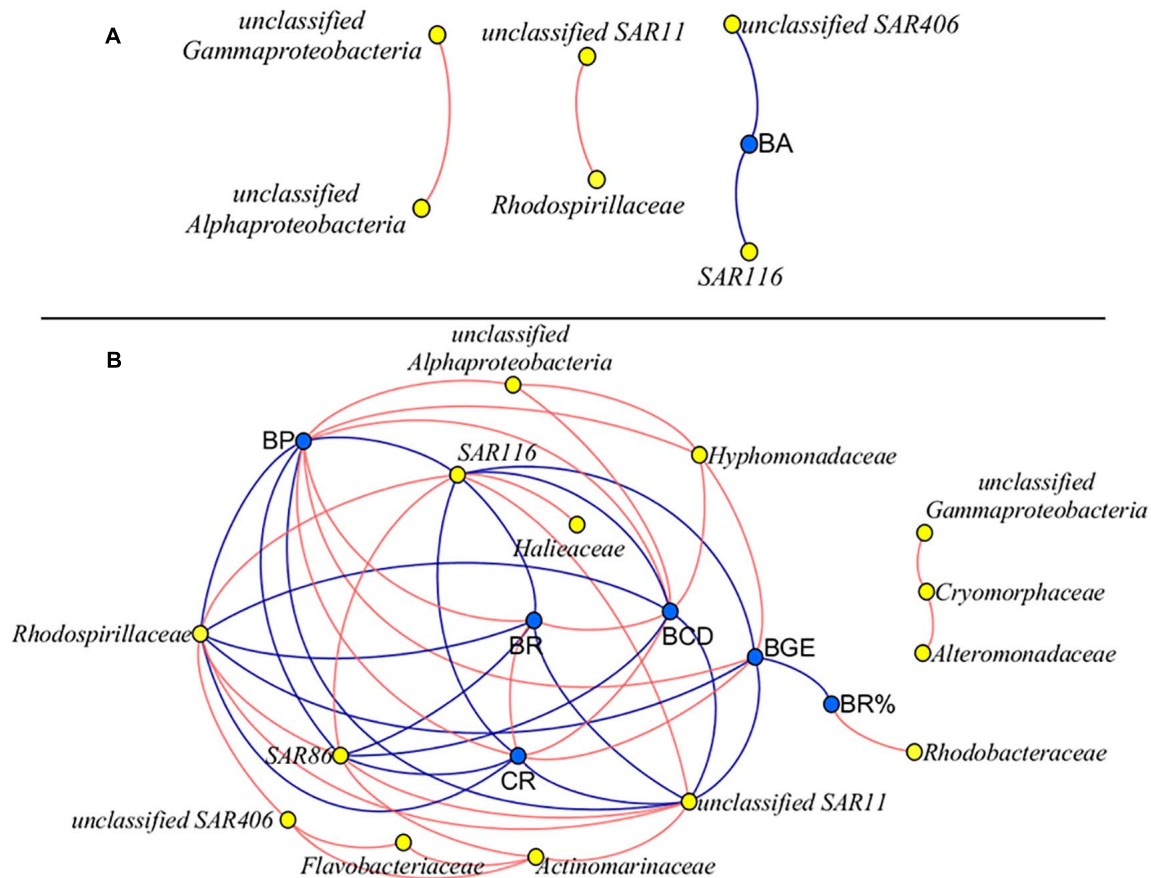 A
unclassified
Gammaproteobacteria
unclassified SAR11
unclassified SAR406
BA
unclassified
Alphaproteobacteria
Rhodospirillaceae
SAR116
B
unclassified
Alphaproteobacteria
BP
SAR116
Hyphomonadaceae
unclassified
Gammaproteobacteria
Halieaceae
Cryomorphaceae
Rhodospirillaceae
BR
BCD
BGE
Alteromonadaceae
BR%
SAR86
CR
Rhodobacteraceae
unclassified SAR11
unclassified SAR406
Flavobacteriaceae
Actinomarinaceae